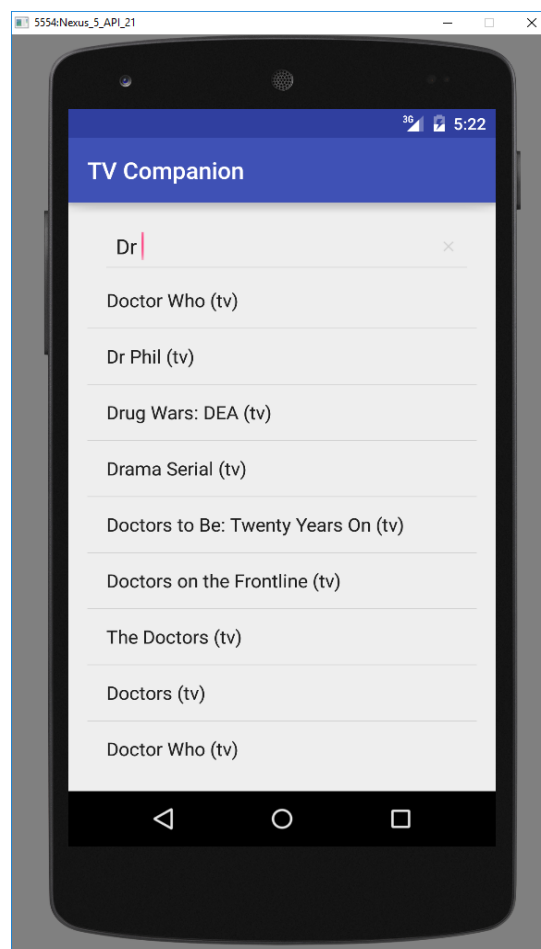 5554:Nexus_5_API_21
3G 5:22
TV Companion
Dr
Doctor Who (tv)
Dr Phil (tv)
Drug Wars: DEA (tv)
Drama Serial (tv)
Doctors to Be: Twenty Years On (tv)
Doctors on the Frontline (tv)
The Doctors (tv)
Doctors (tv)
Doctor Who (tv)